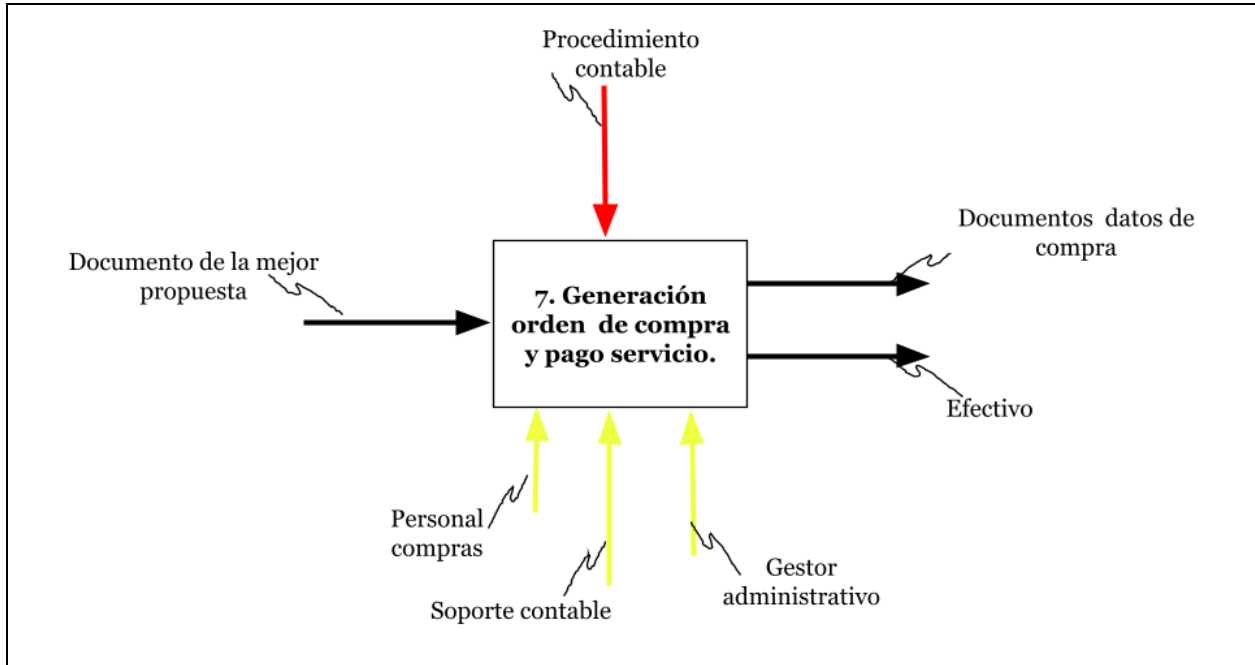 Procedimiento
contable
Documentos datos de
compra
Documento de la mejor
propuesta
7. Generación
orden de compra
y pago servicio.
Efectivo
Personal
compras
Gestor
administrativo
Soporte contable